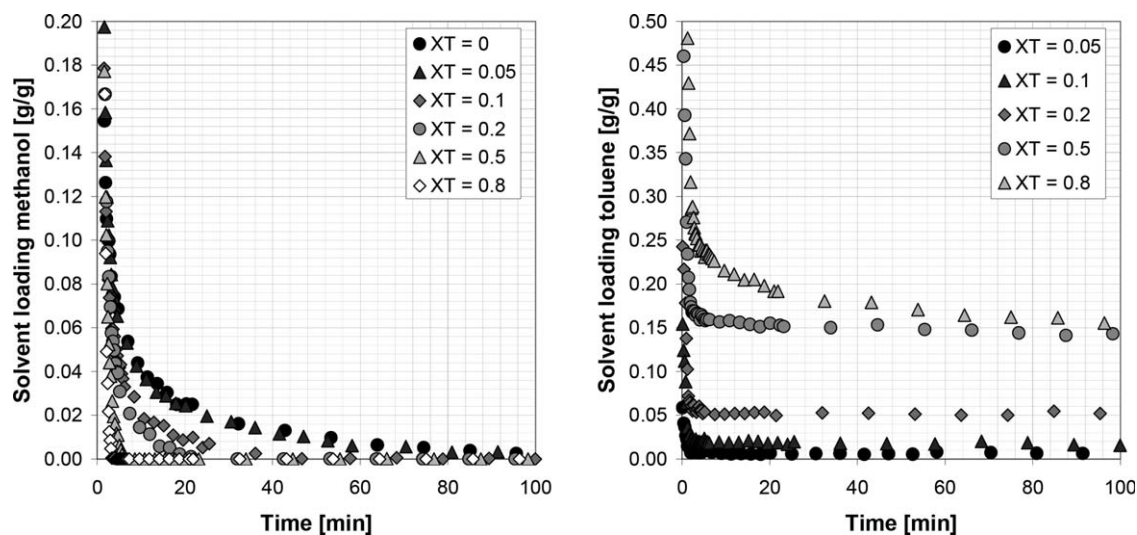 Solvent loading methanol [g/g]
0.20
0.18
0.16
0.14
0.12
0.10
0.08
0.06
0.04
0.02
0.00
0 20 40 60 80 100
Time [min]
XT = 0
XT = 0.05
XT = 0.1
XT = 0.2
XT = 0.5
XT = 0.8
Solvent loading toluene [g/g]
0.50
0.45
0.40
0.35
0.30
0.25
0.20
0.15
0.10
0.05
0.00
0 20 40 60 80 100
Time [min]
XT = 0.05
XT = 0.1
XT = 0.2
XT = 0.5
XT = 0.8